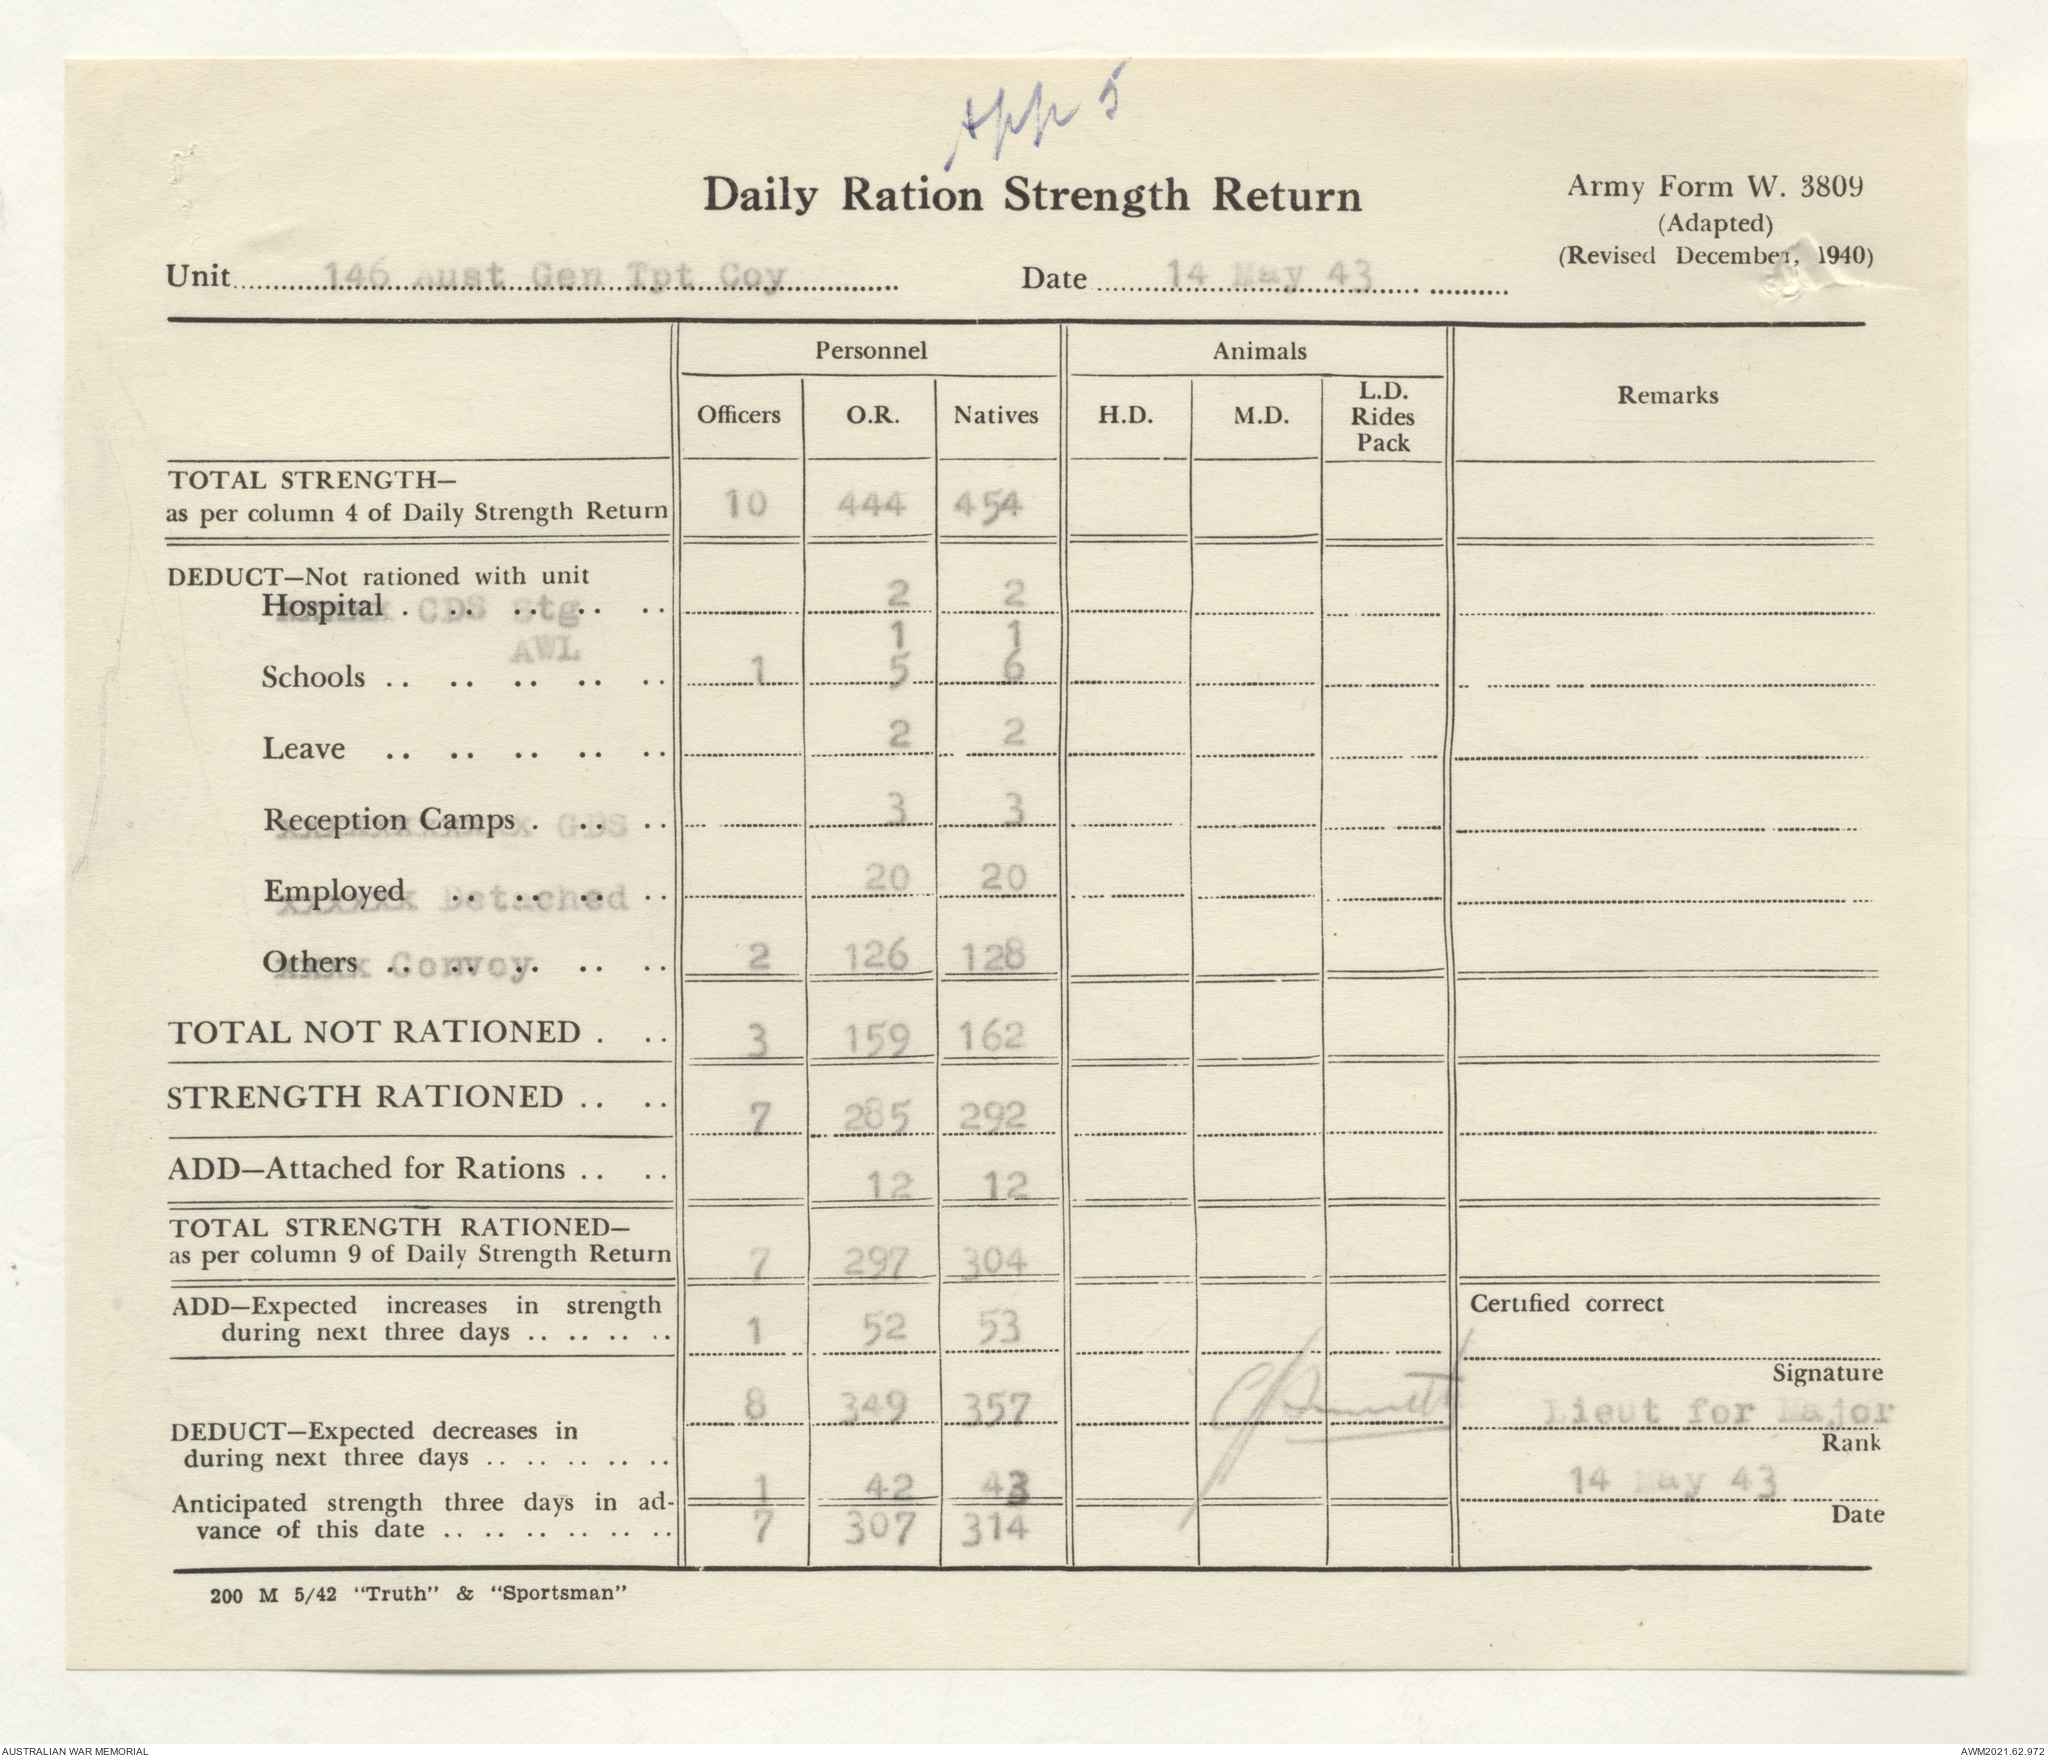 App 5
Daily Ration Strength Return
Army Form W. 3809
(Adapted)
(Revised December, 1940)
Unit 146 Aust Gen Tpt Coy Date 14 May 43
Personnel Animals Remarks
Officers O.R. Natives H.D. M.D. L.D. Rides Pack
TOTAL STRENGTH—
as per column 4 of Daily Strength Return 10 444 454
DEDUCT—Not rationed with unit
Hospital CDS Stg 2 2
AWL 1 1
Schools 1 5 6
Leave 2 2
Reception Camps GDS 3 3
Employed Detached 20 20
Others Convoy 2 126 128
TOTAL NOT RATIONED 3 159 162
STRENGTH RATIONED 7 285 292
ADD—Attached for Rations 12 12
TOTAL STRENGTH RATIONED—
as per column 9 of Daily Strength Return 7 297 304
ADD—Expected increases in strength
during next three days 1 52 53
Certified correct
Signature
8 349 357
Lieut for Major
Rank
DEDUCT—Expected decreases in
during next three days 1 42 43
14 May 43
Date
Anticipated strength three days in ad-
vance of this date 7 307 314
200 M 5/42 "Truth" & "Sportsman"
AUSTRALIAN WAR MEMORIAL
AWM2021.62.972